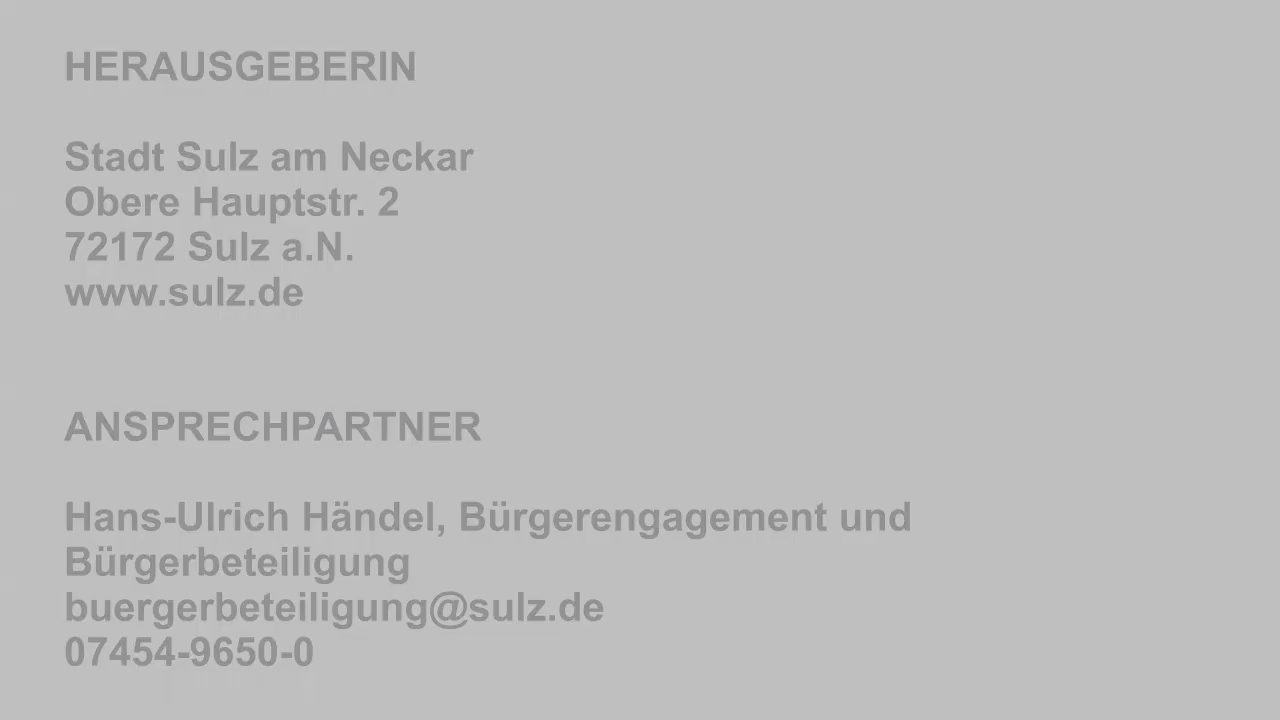 HERAUSGEBERIN
Stadt Sulz am Neckar
Obere Hauptstr. 2
72172 Sulz a.N.
www.sulz.de
ANSPRECHPARTNER
Hans-Ulrich Händel, Bürgerengagement und
Bürgerbeteiligung
buergerbeteiligung@sulz.de
07454-9650-0